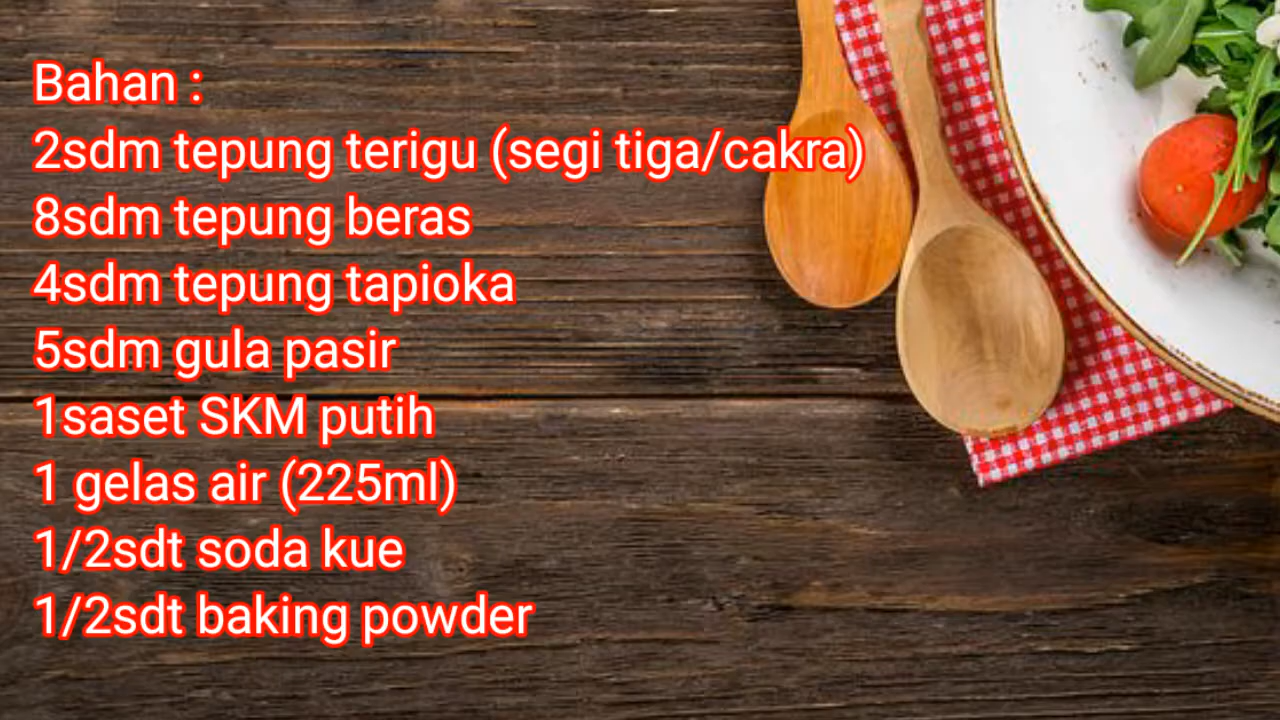 Bahan :
2sdm tepung terigu (segi tiga/cakra)
8sdm tepung beras
4sdm tepung tapioka
5sdm gula pasir
1saset SKM putih
1 gelas air (225ml)
1/2sdt soda kue
1/2sdt baking powder